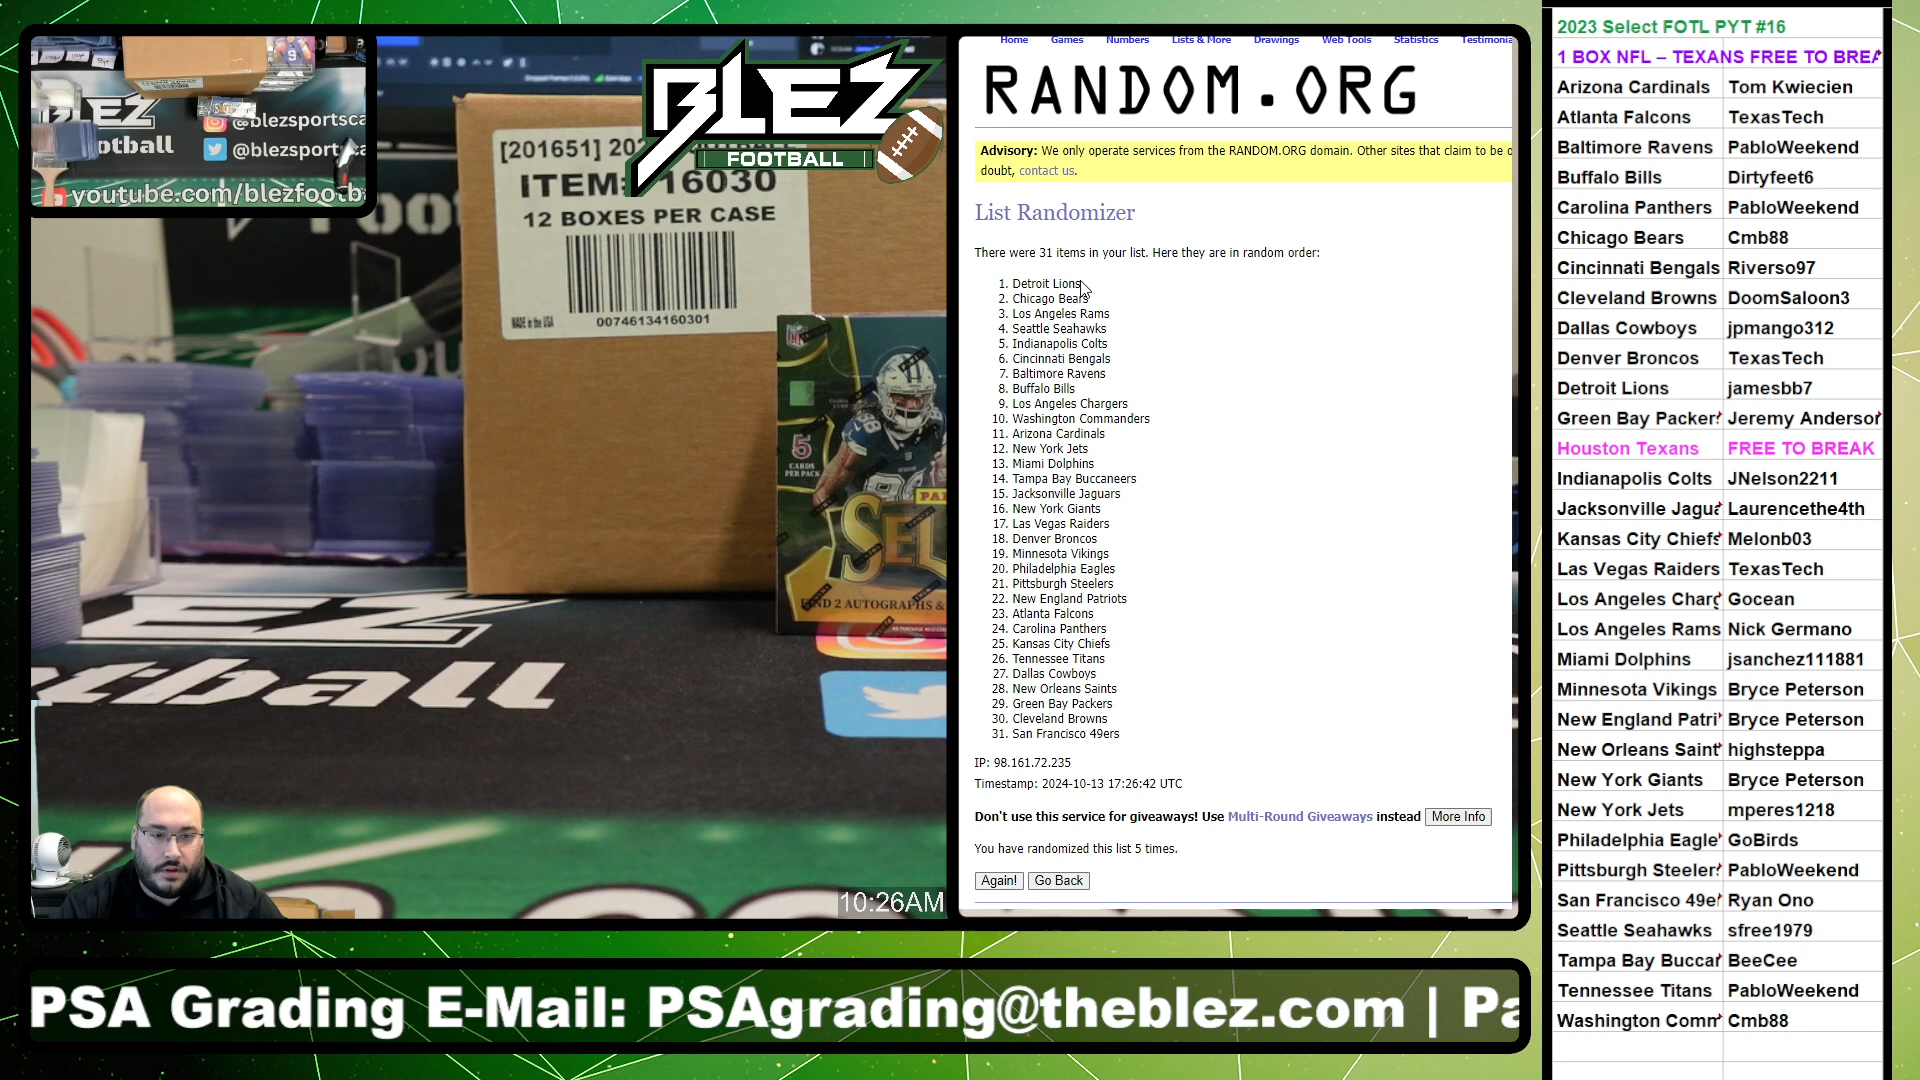 BLEZ
FOOTBALL
otball
@blezsportsca
@blezsportsca
youtube.com/blezfootb
[201651] 202
ITEM# 16030
12 BOXES PER CASE
MADE in the USA
00746134160301
NFL
5
CARDS
PER PACK
FIND 2 AUTOGRAPHS &
10:26AM
Home Games Numbers Lists & More Drawings Web Tools Statistics Testimonia
RANDOM.ORG
Advisory: We only operate services from the RANDOM.ORG domain. Other sites that claim to be o
doubt, contact us.
List Randomizer
There were 31 items in your list. Here they are in random order:
1. Detroit Lions
2. Chicago Bears
3. Los Angeles Rams
4. Seattle Seahawks
5. Indianapolis Colts
6. Cincinnati Bengals
7. Baltimore Ravens
8. Buffalo Bills
9. Los Angeles Chargers
10. Washington Commanders
11. Arizona Cardinals
12. New York Jets
13. Miami Dolphins
14. Tampa Bay Buccaneers
15. Jacksonville Jaguars
16. New York Giants
17. Las Vegas Raiders
18. Denver Broncos
19. Minnesota Vikings
20. Philadelphia Eagles
21. Pittsburgh Steelers
22. New England Patriots
23. Atlanta Falcons
24. Carolina Panthers
25. Kansas City Chiefs
26. Tennessee Titans
27. Dallas Cowboys
28. New Orleans Saints
29. Green Bay Packers
30. Cleveland Browns
31. San Francisco 49ers
IP: 98.161.72.235
Timestamp: 2024-10-13 17:26:42 UTC
Don't use this service for giveaways! Use Multi-Round Giveaways instead More Info
You have randomized this list 5 times.
Again! Go Back
2023 Select FOTL PYT #16
1 BOX NFL – TEXANS FREE TO BREA
Arizona Cardinals Tom Kwiecien
Atlanta Falcons TexasTech
Baltimore Ravens PabloWeekend
Buffalo Bills Dirtyfeet6
Carolina Panthers PabloWeekend
Chicago Bears Cmb88
Cincinnati Bengals Riverso97
Cleveland Browns DoomSaloon3
Dallas Cowboys jpmango312
Denver Broncos TexasTech
Detroit Lions jamesbb7
Green Bay Packer Jeremy Anderson
Houston Texans FREE TO BREAK
Indianapolis Colts JNelson2211
Jacksonville Jagua Laurencethe4th
Kansas City Chiefs Melonb03
Las Vegas Raiders TexasTech
Los Angeles Charg Gocean
Los Angeles Rams Nick Germano
Miami Dolphins jsanchez111881
Minnesota Vikings Bryce Peterson
New England Patri Bryce Peterson
New Orleans Saint highsteppa
New York Giants Bryce Peterson
New York Jets mperes1218
Philadelphia Eagle GoBirds
Pittsburgh Steeler PabloWeekend
San Francisco 49e Ryan Ono
Seattle Seahawks sfree1979
Tampa Bay Buccar BeeCee
Tennessee Titans PabloWeekend
Washington Comm Cmb88
PSA Grading E-Mail: PSAgrading@theblez.com | Pa